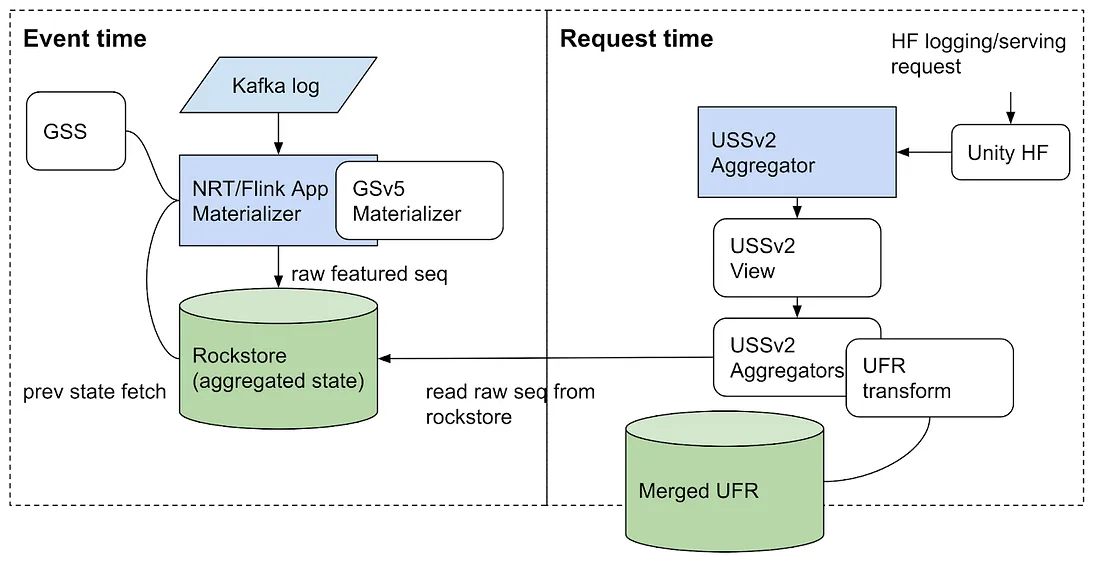 Event time
Kafka log
GSS
NRT/Flink App
Materializer
GSv5
Materializer
raw featured seq
Rockstore
(aggregated state)
prev state fetch
Request time
HF logging/serving
request
Unity HF
USSv2
Aggregator
USSv2
View
USSv2
Aggregators
UFR
transform
read raw seq from
rockstore
Merged UFR